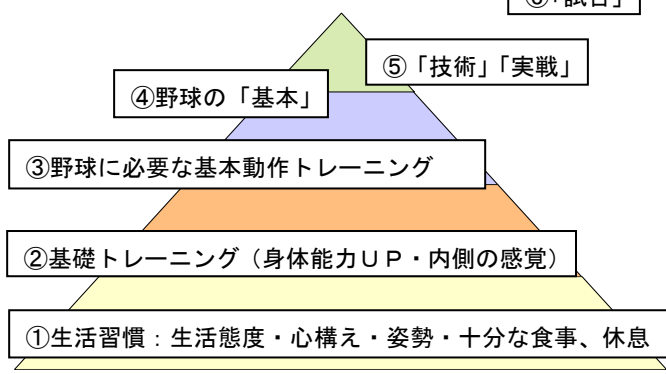 ⑤「技術」「実戦」
④野球の「基本」
③野球に必要な基本動作トレーニング
②基礎トレーニング（身体能力ＵＰ・内側の感覚）
①生活習慣：生活態度・心構え・姿勢・十分な食事、休息